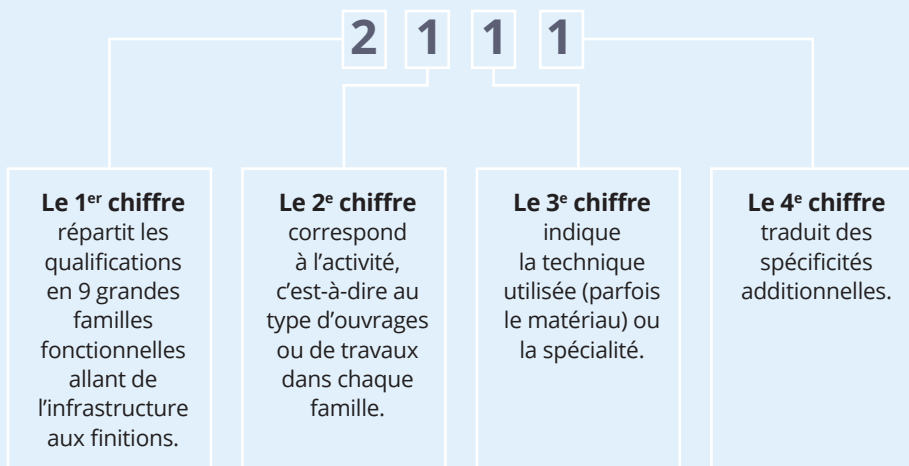 2 1 1 1
Le 1er chiffre
répartit les
qualifications
en 9 grandes
familles
fonctionnelles
allant de
l’infrastructure
aux finitions.
Le 2e chiffre
correspond
à l’activité,
c’est-à-dire au
type d’ouvrages
ou de travaux
dans chaque
famille.
Le 3e chiffre
indique
la technique
utilisée (parfois
le matériau) ou
la spécialité.
Le 4e chiffre
traduit des
spécificités
additionnelles.